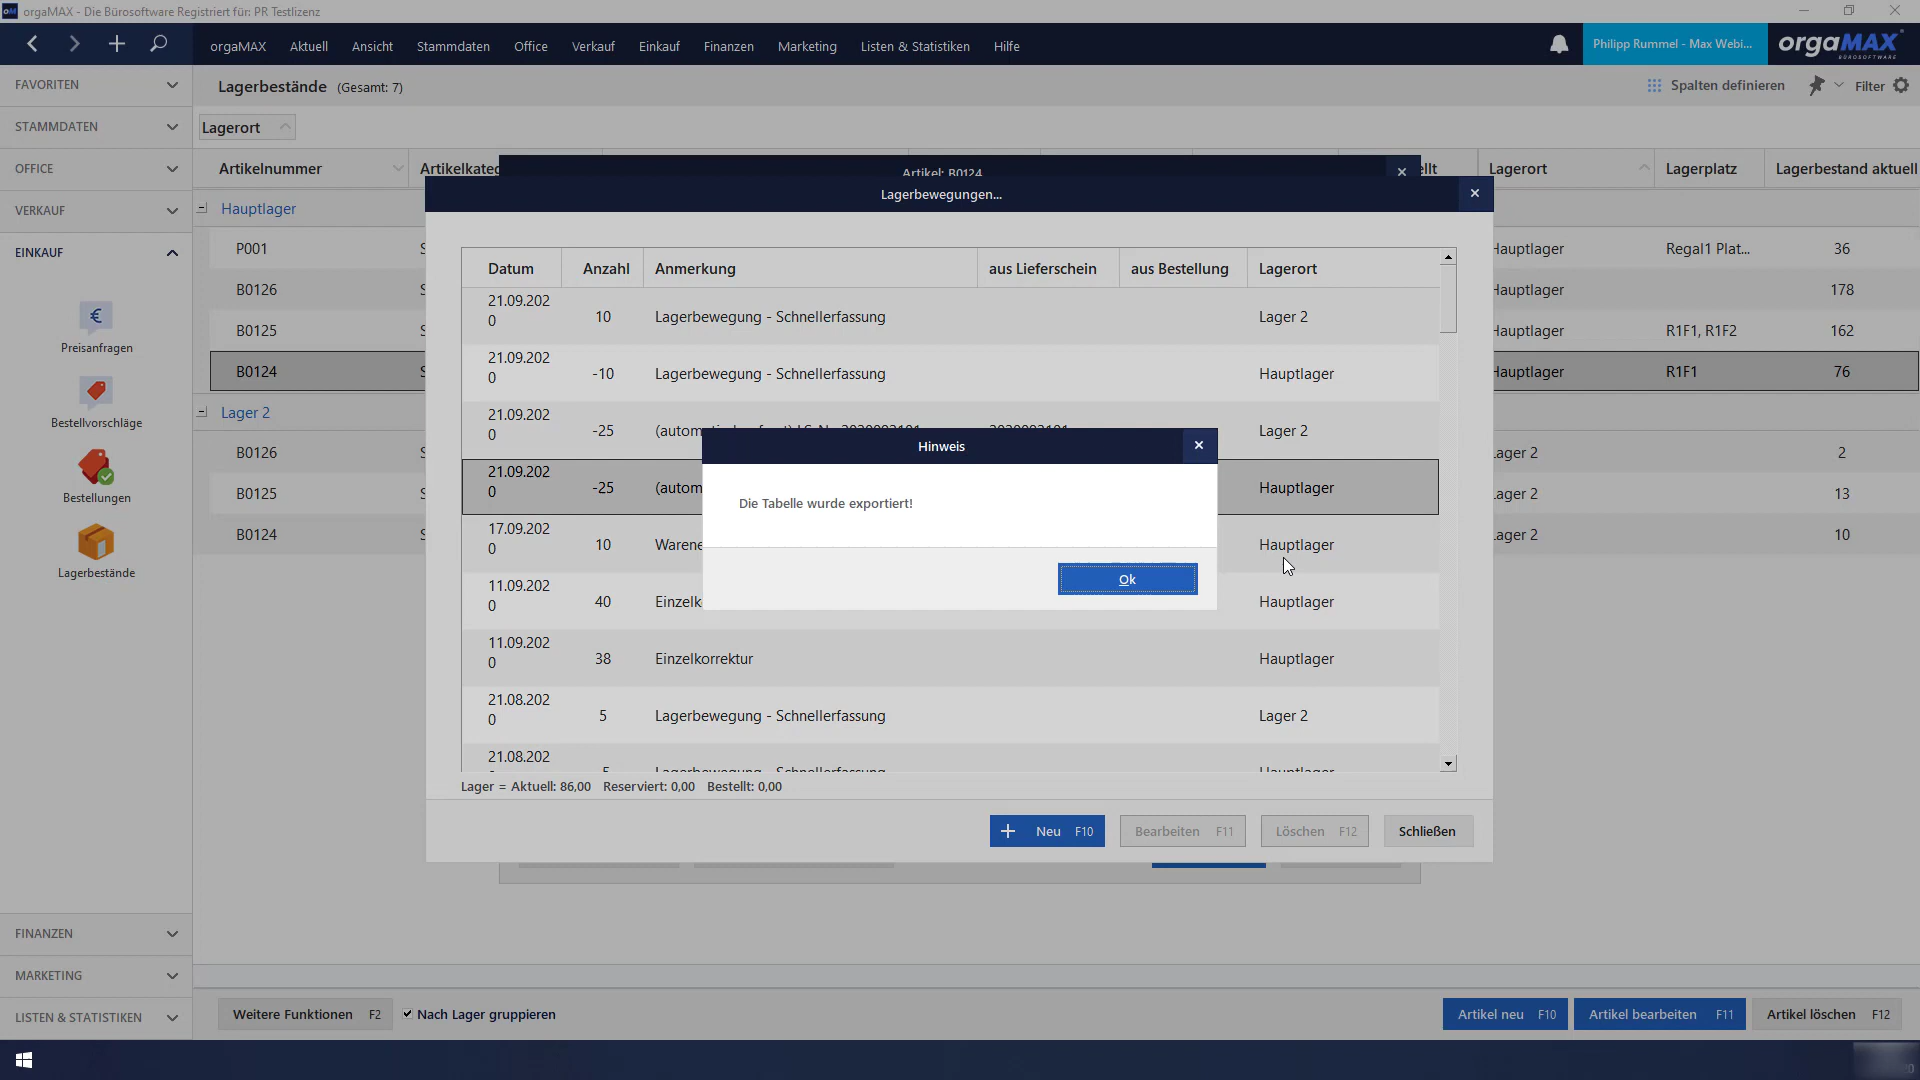 orgaMAX - Die Bürosoftware Registriert für: PR Testlizenz
orgaMAX Aktuell Ansicht Stammdaten Office Verkauf Einkauf Finanzen Marketing Listen & Statistiken Hilfe
Philipp Rummel - Max Webi...
orgaMAX
BÜROSOFTWARE
FAVORITEN
STAMMDATEN
OFFICE
VERKAUF
EINKAUF
Preisanfragen
Bestellvorschläge
Bestellungen
Lagerbestände
FINANZEN
MARKETING
LISTEN & STATISTIKEN
Lagerbestände (Gesamt: 7)
Spalten definieren
Filter
Lagerort
Artikelnummer Artikelkateg
Lagerort Lagerplatz Lagerbestand aktuell
Hauptlager
P001 Hauptlager Regal1 Plat... 36
B0126 Hauptlager 178
B0125 Hauptlager R1F1, R1F2 162
B0124 Hauptlager R1F1 76
Lager 2
B0126 Lager 2 2
B0125 Lager 2 13
B0124 Lager 2 10
Artikel: B0124
Lagerbewegungen...
Datum Anzahl Anmerkung aus Lieferschein aus Bestellung Lagerort
21.09.202
0 10 Lagerbewegung - Schnellerfassung Lager 2
21.09.202
0 -10 Lagerbewegung - Schnellerfassung Hauptlager
21.09.202
0 -25 Lager 2
21.09.202
0 -25 (autom Hauptlager
17.09.202
0 10 Warene Hauptlager
11.09.202
0 40 Einzelk Hauptlager
11.09.202
0 38 Einzelkorrektur Hauptlager
21.08.202
0 5 Lagerbewegung - Schnellerfassung Lager 2
21.08.202
Lagerbewegung - Schnellerfassung Hauptlager
Hinweis
Die Tabelle wurde exportiert!
Ok
Lager = Aktuell: 86,00 Reserviert: 0,00 Bestellt: 0,00
Neu F10
Bearbeiten F11
Löschen F12
Schließen
Weitere Funktionen F2
Nach Lager gruppieren
Artikel neu F10
Artikel bearbeiten F11
Artikel löschen F12